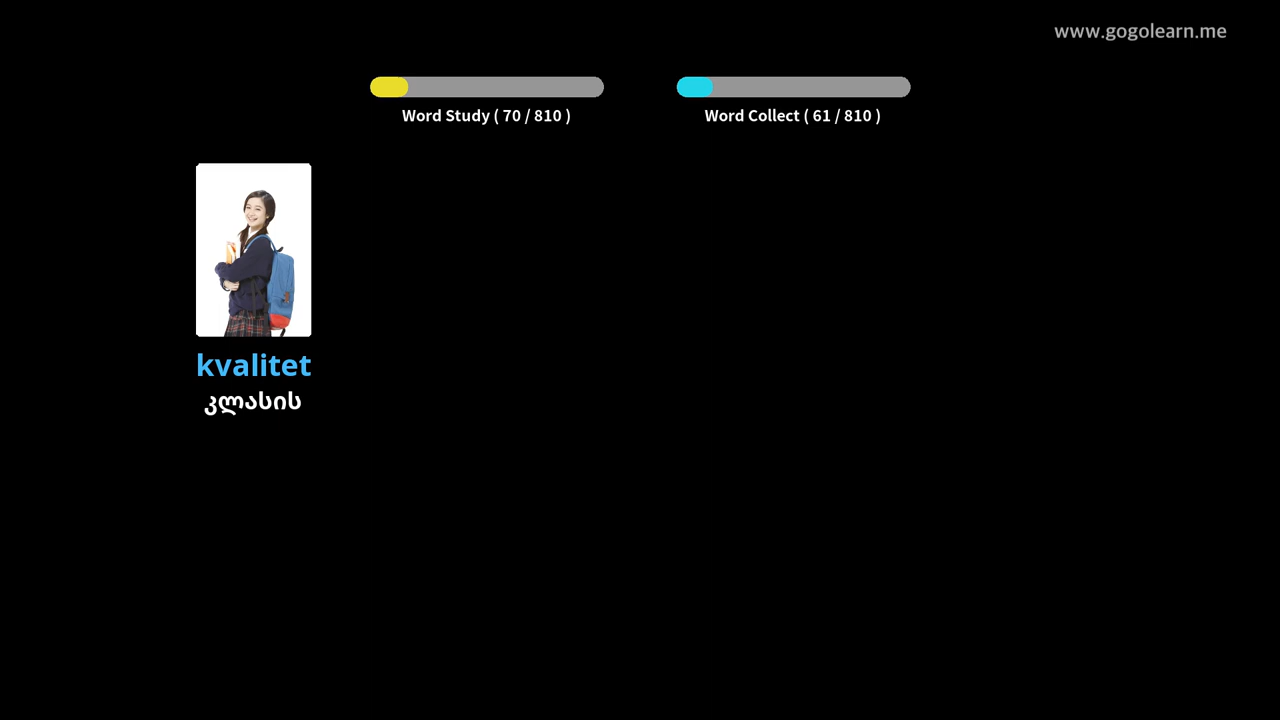 www.gogolearn.me
Word Study ( 70 / 810 )
Word Collect ( 61 / 810 )
kvalitet
კლასის